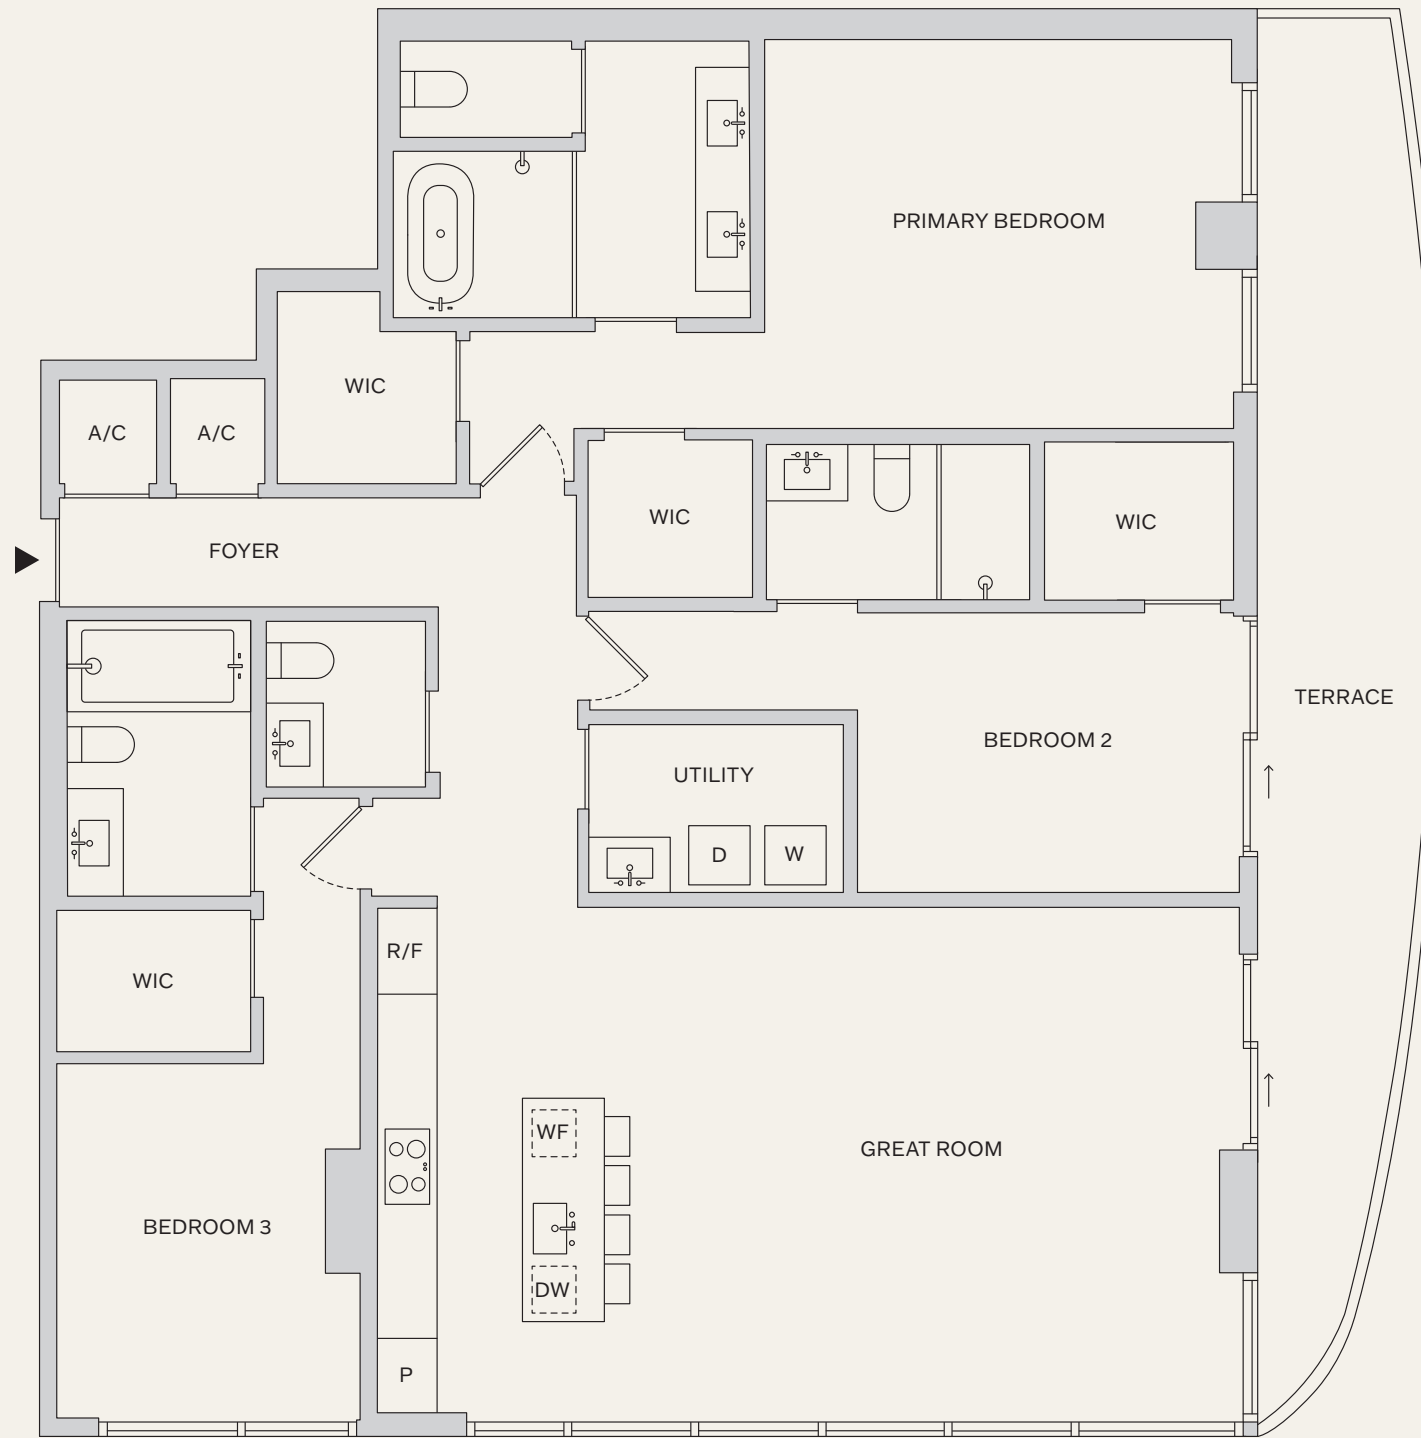 PRIMARY BEDROOM
WIC
A/C
A/C
WIC
WIC
FOYER
TERRACE
BEDROOM 2
UTILITY
D
W
R/F
WIC
WF
GREAT ROOM
BEDROOM 3
DW
P